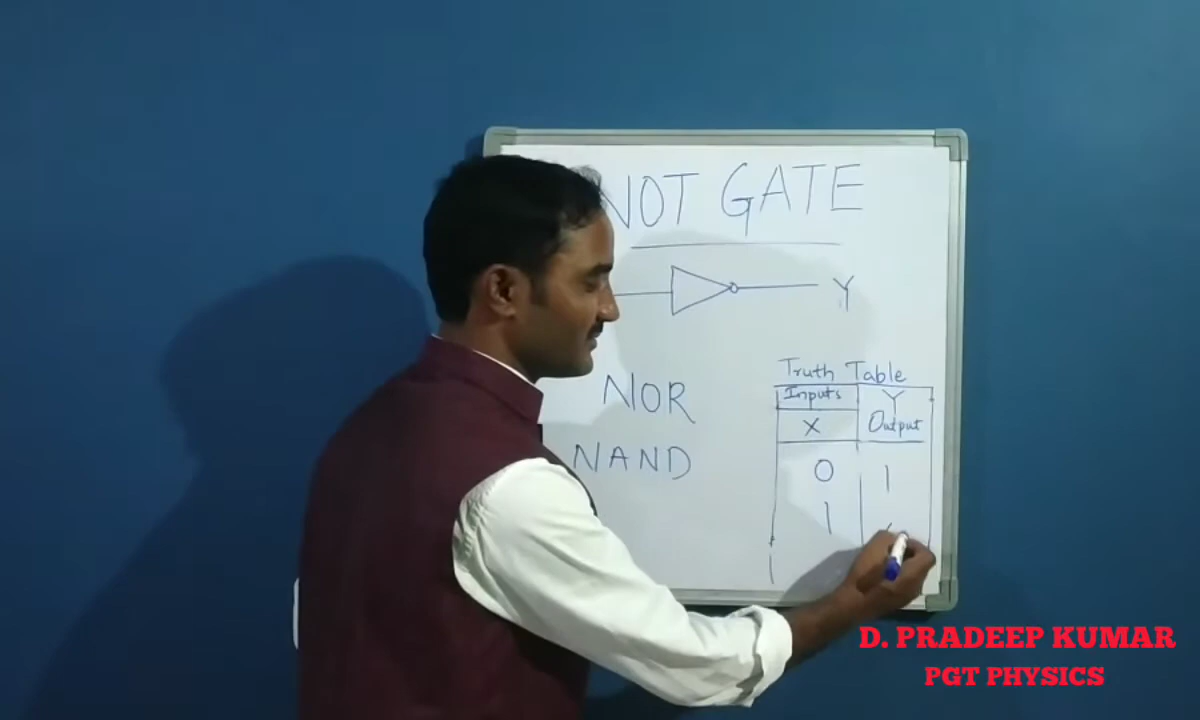 NOT GATE
Y
NOR
NAND
Truth Table
Inputs Y
X Output
0 1
1
D. PRADEEP KUMAR
PGT PHYSICS